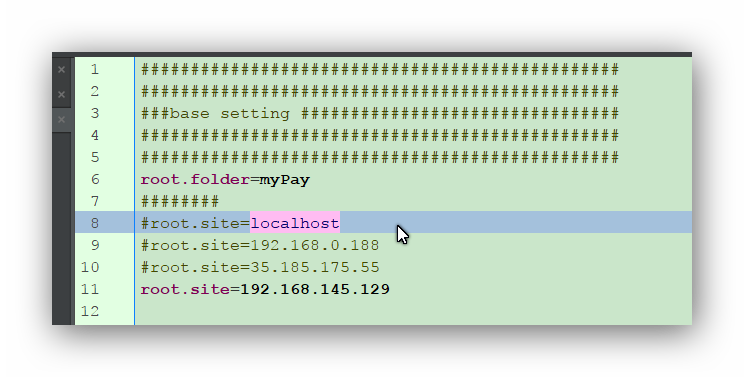 1 ################################################
2 ################################################
3 ###base setting ################################
4 ################################################
5 ################################################
6 root.folder=myPay
7 ########
8 #root.site=localhost
9 #root.site=192.168.0.188
10 #root.site=35.185.175.55
11 root.site=192.168.145.129
12